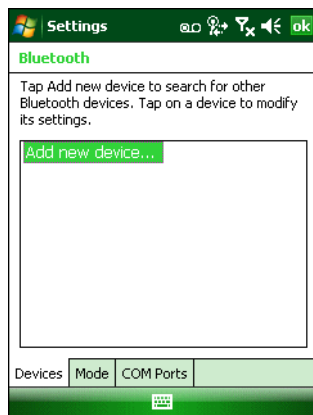 Settings ok
Bluetooth
Tap Add new device to search for other
Bluetooth devices. Tap on a device to modify
its settings.
Add new device...
Devices Mode COM Ports